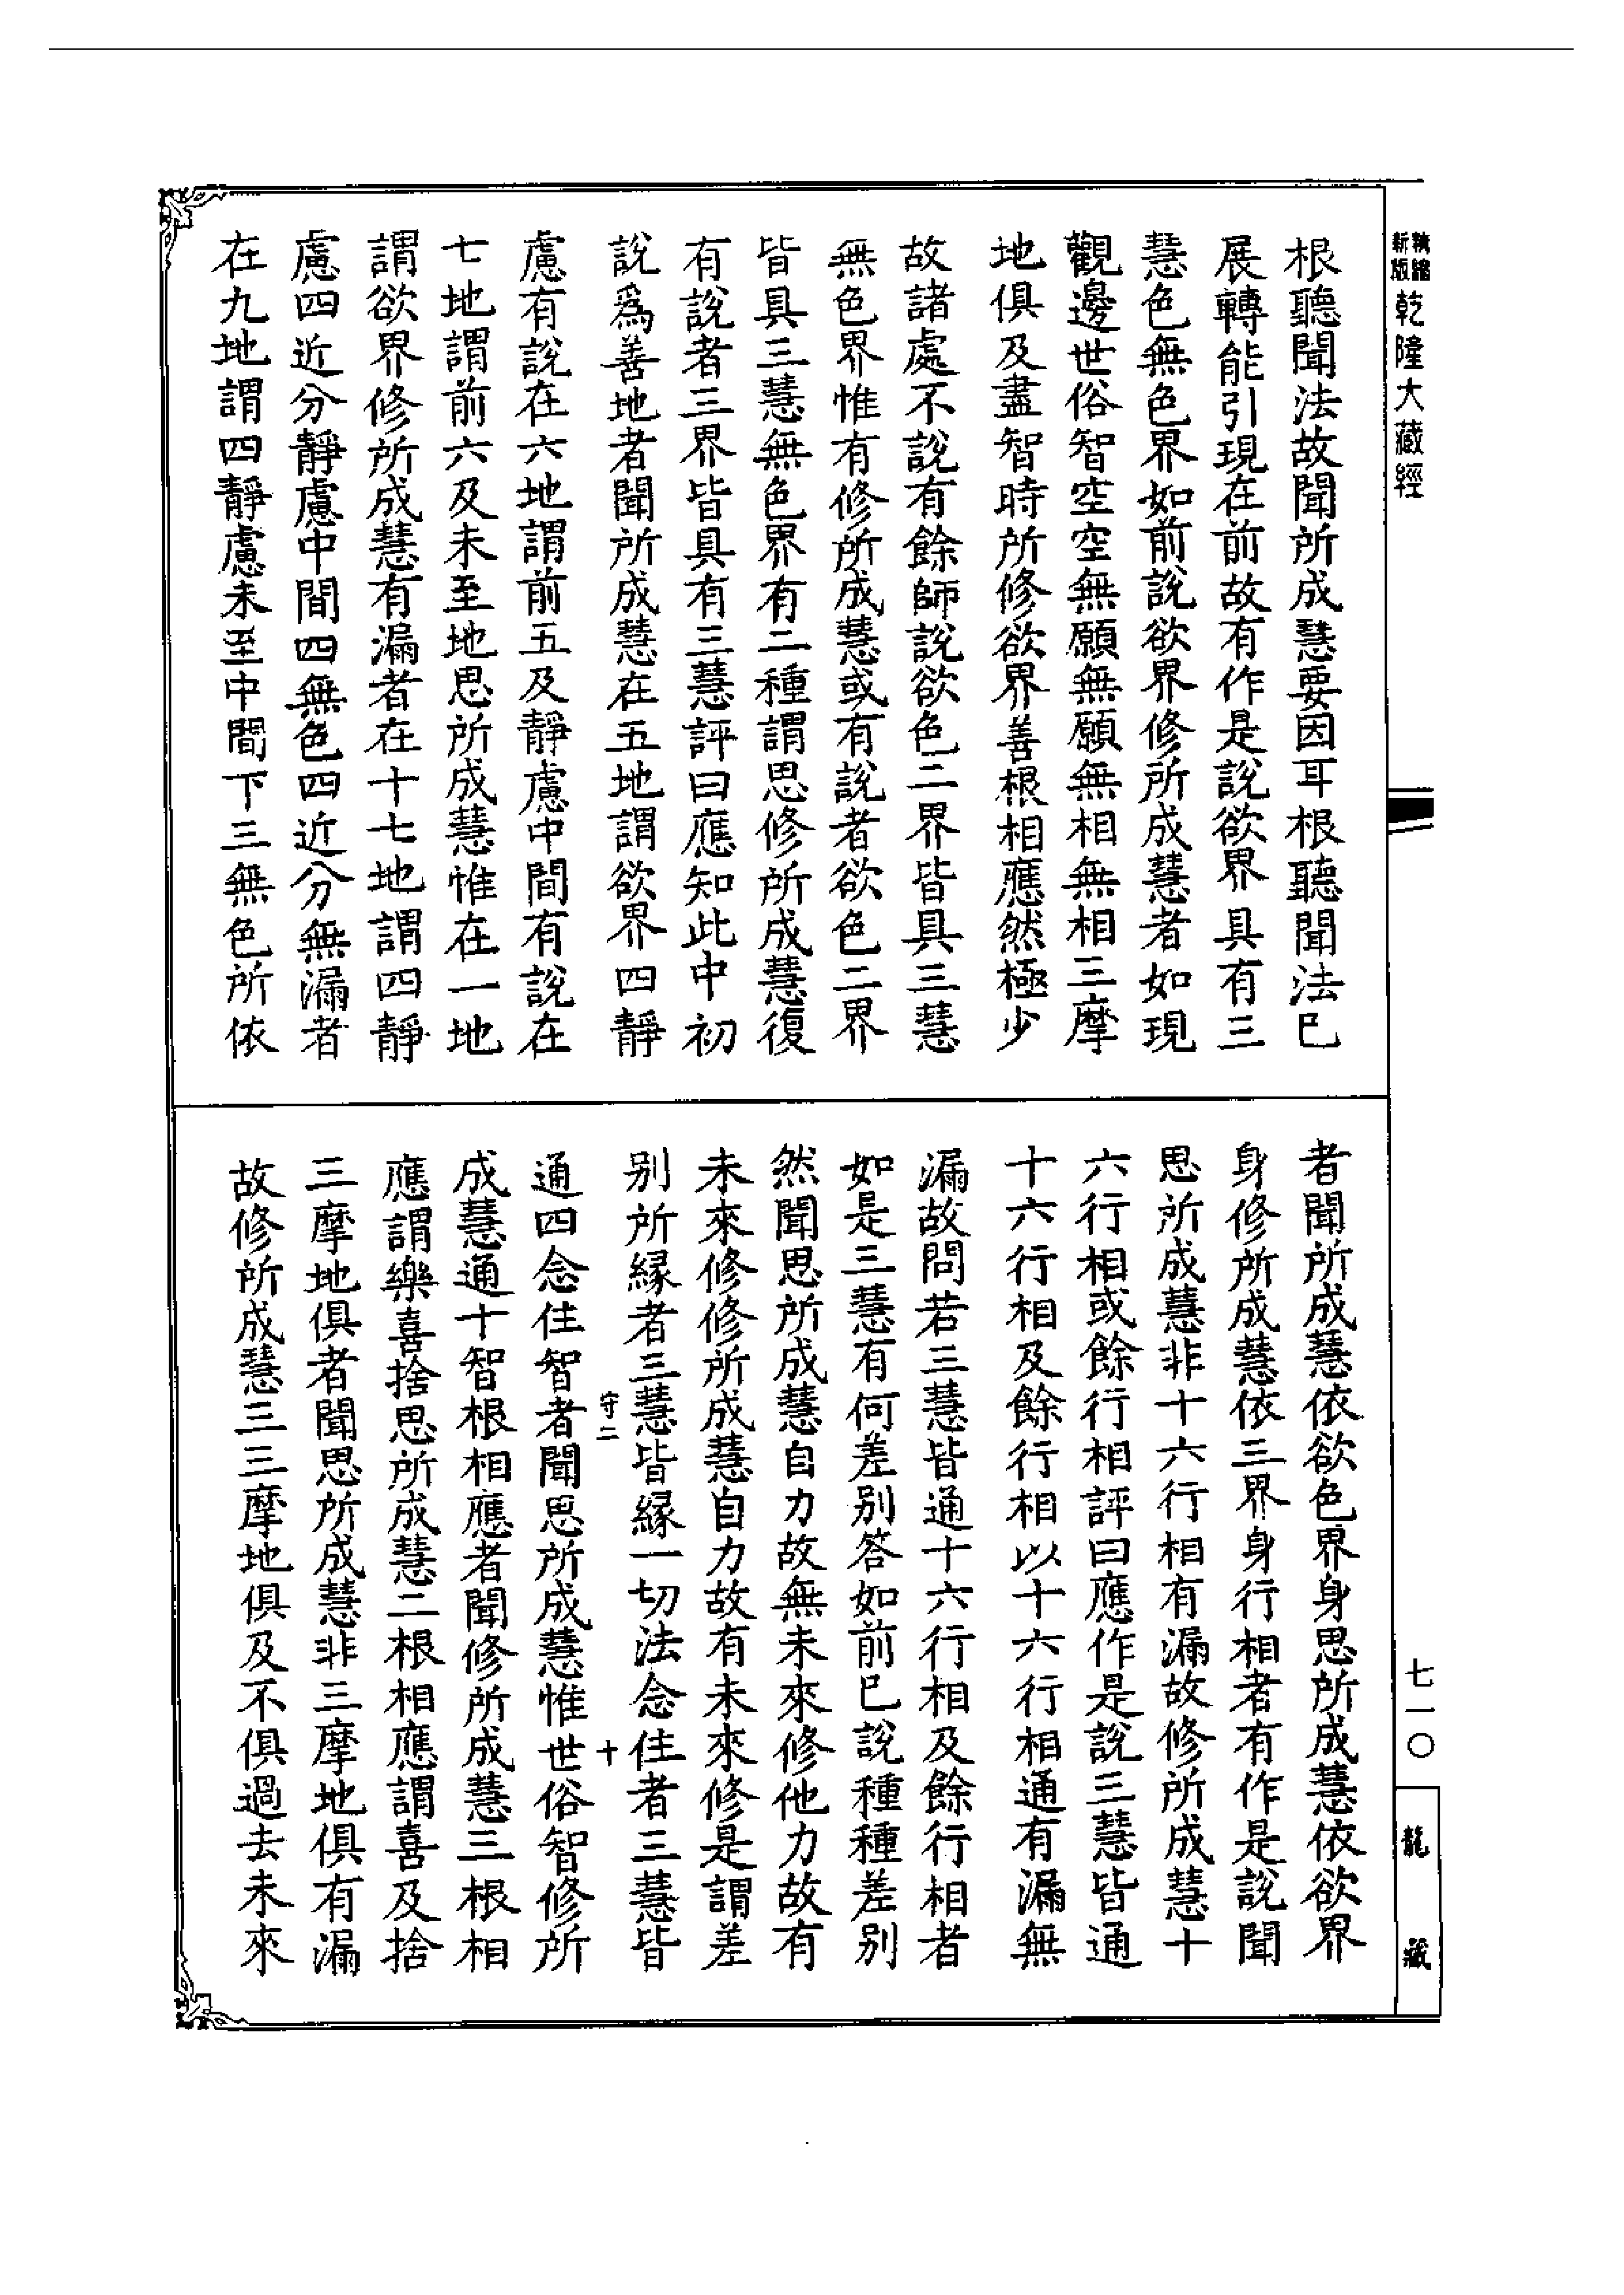 精縮新版乾隆大藏經
根聽聞法故聞所成慧要因耳根聽聞法已
展轉能引現在前故有作是說欲界具有三
慧色無色界如前說欲界修所成慧者如現
觀邊世俗智空空無願無願無相無相三摩
地俱及盡智時所修欲界善根相應然極少
故諸處不說有餘師說欲色二界皆具三慧
無色界惟有修所成慧或有說者欲色二界
皆具三慧無色界有二種謂思修所成慧復
有說者三界皆具有三慧評曰應知此中初
說爲善地者聞所成慧在五地謂欲界四靜
慮有說在六地謂前五及靜慮中間有說在
七地謂前六及未至地思所成慧惟在一地
謂欲界修所成慧有漏者在十七地謂四靜
慮四近分靜慮中間四無色四近分無漏者
在九地謂四靜慮未至中間下三無色所依
者聞所成慧依欲色界身思所成慧依欲界
身修所成慧依三界身行相者有作是說聞
思所成慧非十六行相有漏故修所成慧十
六行相或餘行相評曰應作是說三慧皆通
十六行相及餘行相以十六行相通有漏無
漏故問若三慧皆通十六行相及餘行相者
如是三慧有何差別答如前已說種種差別
然聞思所成慧自力故無未來修他力故有
未來修修所成慧自力故有未來修是謂差
別所緣者三慧皆緣一切法念住者三慧皆
守二 十
通四念住智者聞思所成慧惟世俗智修所
成慧通十智根相應者聞修所成慧三根相
應謂樂喜捨思所成慧二根相應謂喜及捨
三摩地俱者聞思所成慧非三摩地俱有漏
故修所成慧三三摩地俱及不俱過去未來
七一〇
龍藏